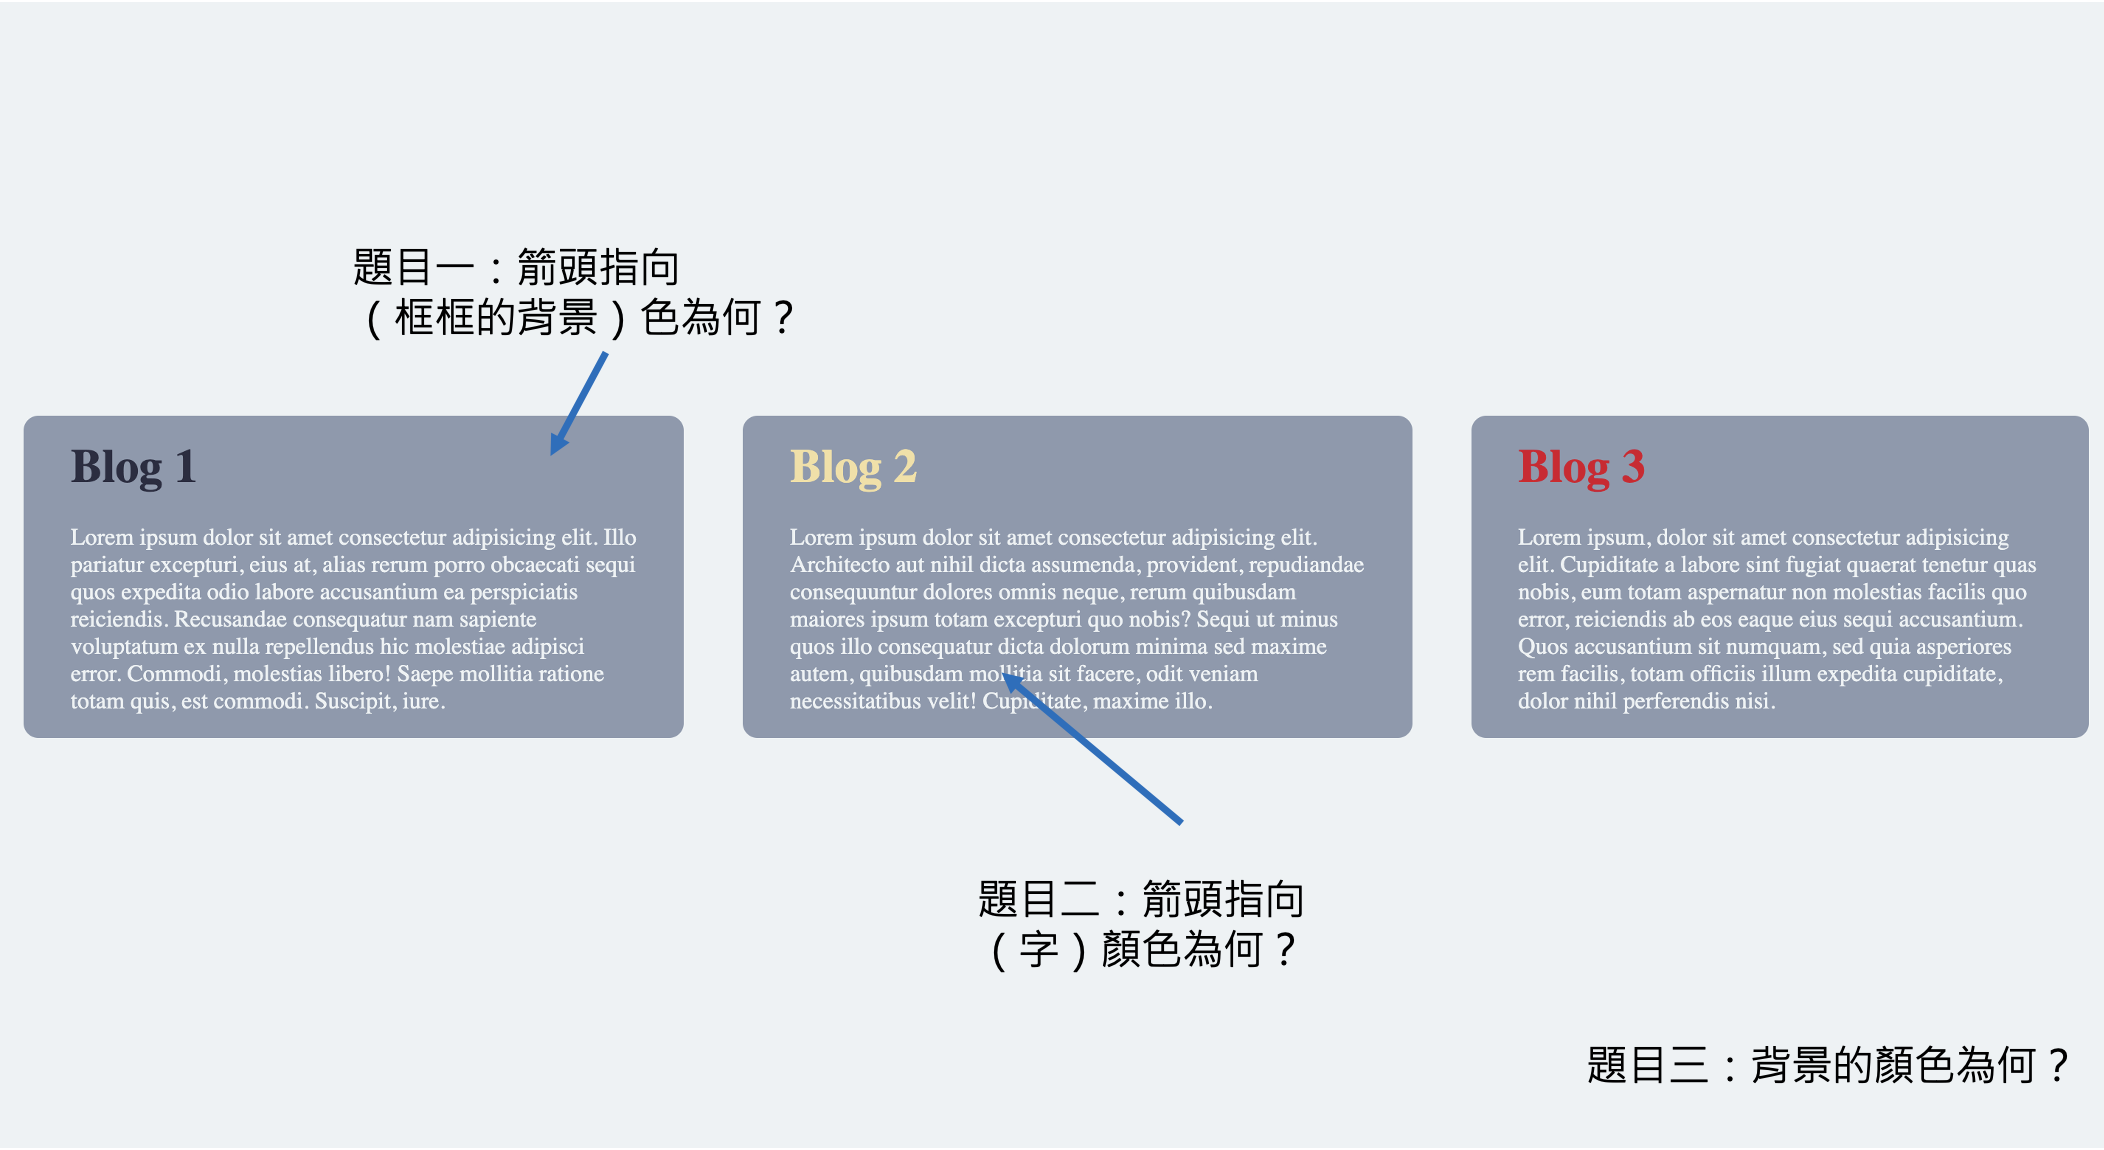 題目一：箭頭指向
（框框的背景）色為何？
Blog 1
Lorem ipsum dolor sit amet consectetur adipisicing elit. Illo
pariatur excepturi, eius at, alias rerum porro obcaecati sequi
quos expedita odio labore accusantium ea perspiciatis
reiciendis. Recusandae consequatur nam sapiente
voluptatum ex nulla repellendus hic molestiae adipisci
error. Commodi, molestias libero! Saepe mollitia ratione
totam quis, est commodi. Suscipit, iure.
Blog 2
Lorem ipsum dolor sit amet consectetur adipisicing elit.
Architecto aut nihil dicta assumenda, provident, repudiandae
consequuntur dolores omnis neque, rerum quibusdam
maiores ipsum totam excepturi quo nobis? Sequi ut minus
quos illo consequatur dicta dolorum minima sed maxime
autem, quibusdam mollitia sit facere, odit veniam
necessitatibus velit! Cupiditate, maxime illo.
Blog 3
Lorem ipsum, dolor sit amet consectetur adipisicing
elit. Cupiditate a labore sint fugiat quaerat tenetur quas
nobis, eum totam aspernatur non molestias facilis quo
error, reiciendis ab eos eaque eius sequi accusantium.
Quos accusantium sit numquam, sed quia asperiores
rem facilis, totam officiis illum expedita cupiditate,
dolor nihil perferendis nisi.
題目二：箭頭指向
（字）顏色為何？
題目三：背景的顏色為何？